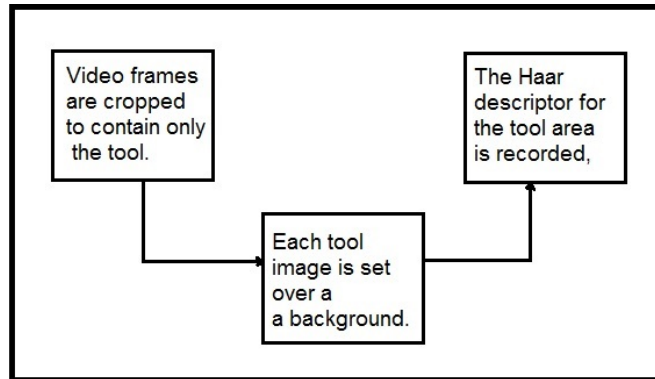 Video frames
are cropped
to contain only
the tool.
Each tool
image is set
over a
a background.
The Haar
descriptor for
the tool area
is recorded,